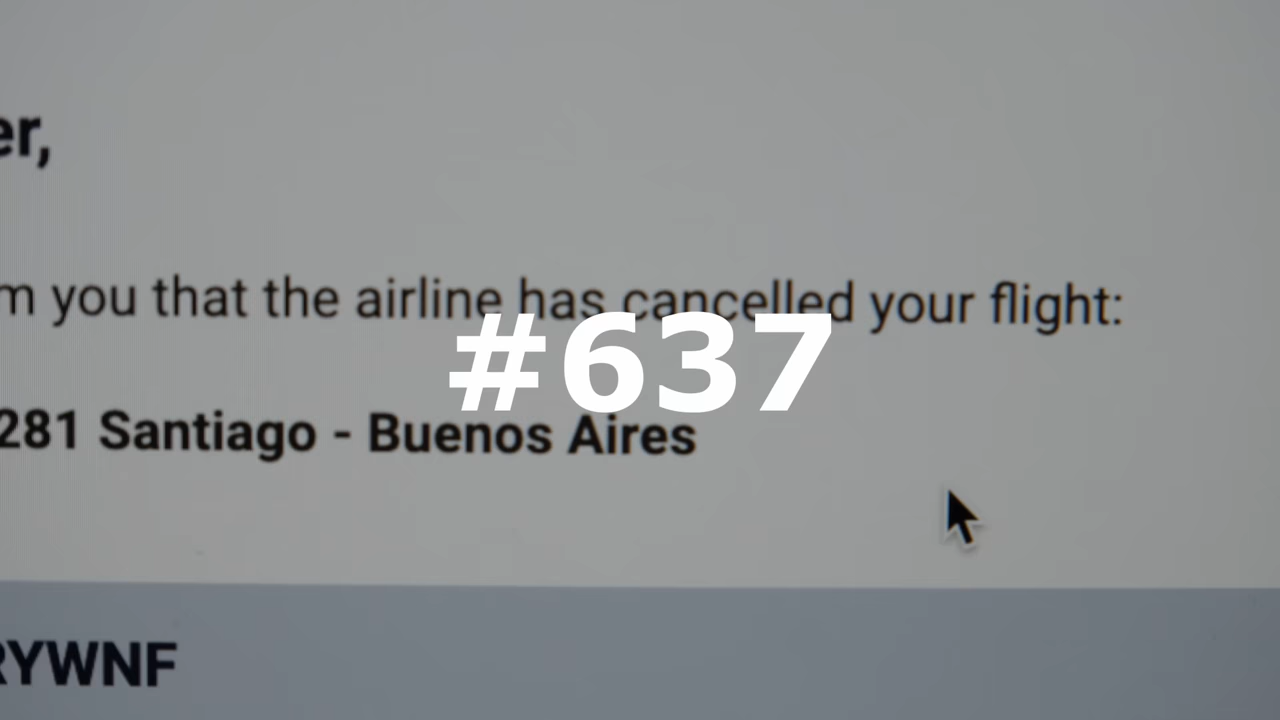 er,
m you that the airline has cancelled your flight:
#637
281 Santiago - Buenos Aires
RYWNF